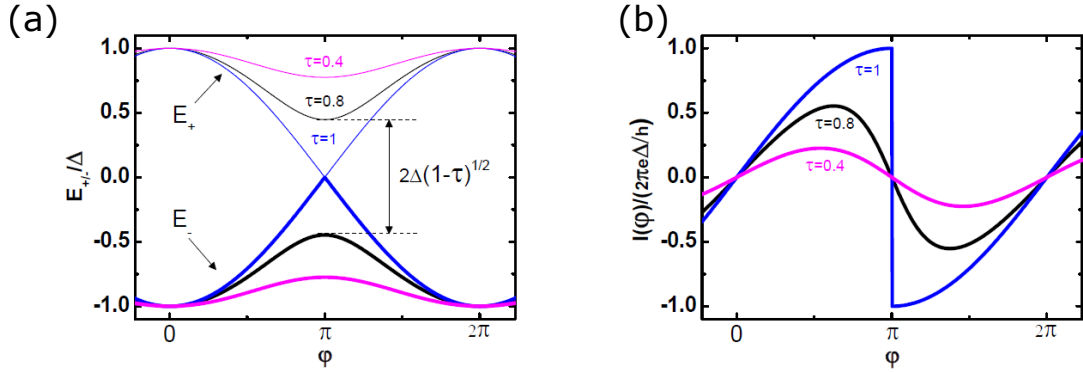 (a)
(b)
1.0
0.5
0.0
-0.5
-1.0
E+/-/Δ
τ=0.4
τ=0.8
τ=1
E+
E-
2Δ(1-τ)1/2
0
π
2π
φ
1.0
0.5
0.0
-0.5
-1.0
I(φ)/(2πeΔ/h)
τ=1
τ=0.8
τ=0.4
0
π
2π
φ